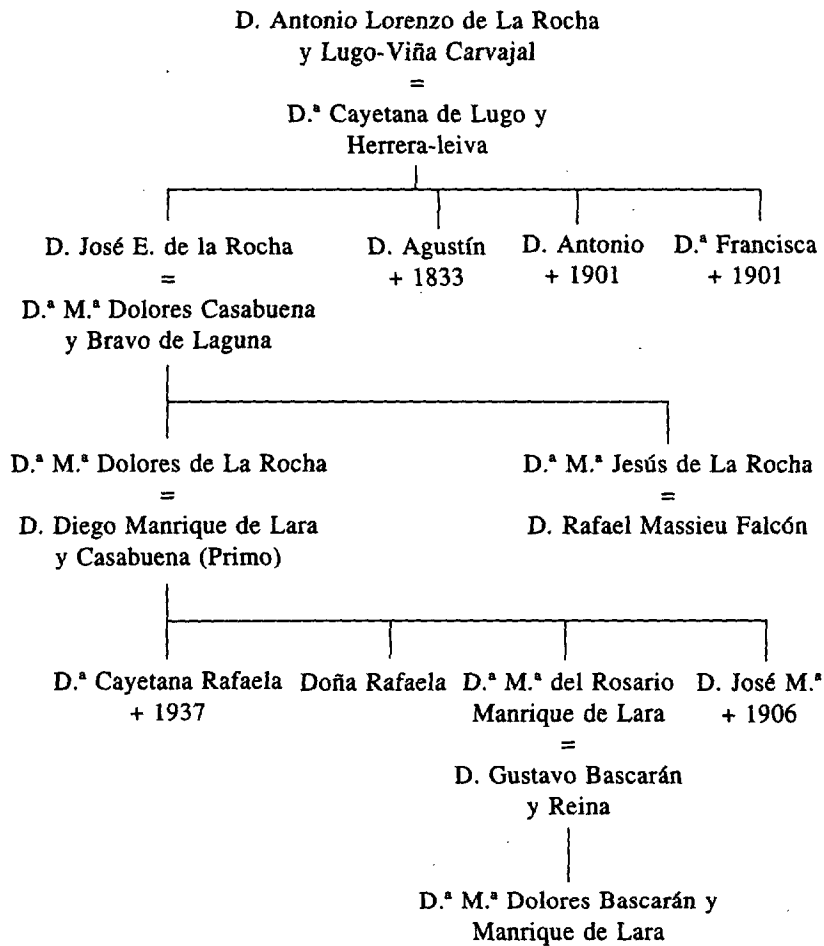 D. Antonio Lorenzo de La Rocha
y Lugo-Viña Carvajal
=
D.ª Cayetana de Lugo y
Herrera-leiva
D. José E. de la Rocha
=
D.ª M.ª Dolores Casabuena
y Bravo de Laguna
D. Agustín
+ 1833
D. Antonio
+ 1901
D.ª Francisca
+ 1901
D.ª M.ª Dolores de La Rocha
=
D. Diego Manrique de Lara
y Casabuena (Primo)
D.ª M.ª Jesús de La Rocha
=
D. Rafael Massieu Falcón
D.ª Cayetana Rafaela
+ 1937
Doña Rafaela
D.ª M.ª del Rosario
Manrique de Lara
=
D. Gustavo Bascarán
y Reina
D. José M.ª
+ 1906
D.ª M.ª Dolores Bascarán y
Manrique de Lara